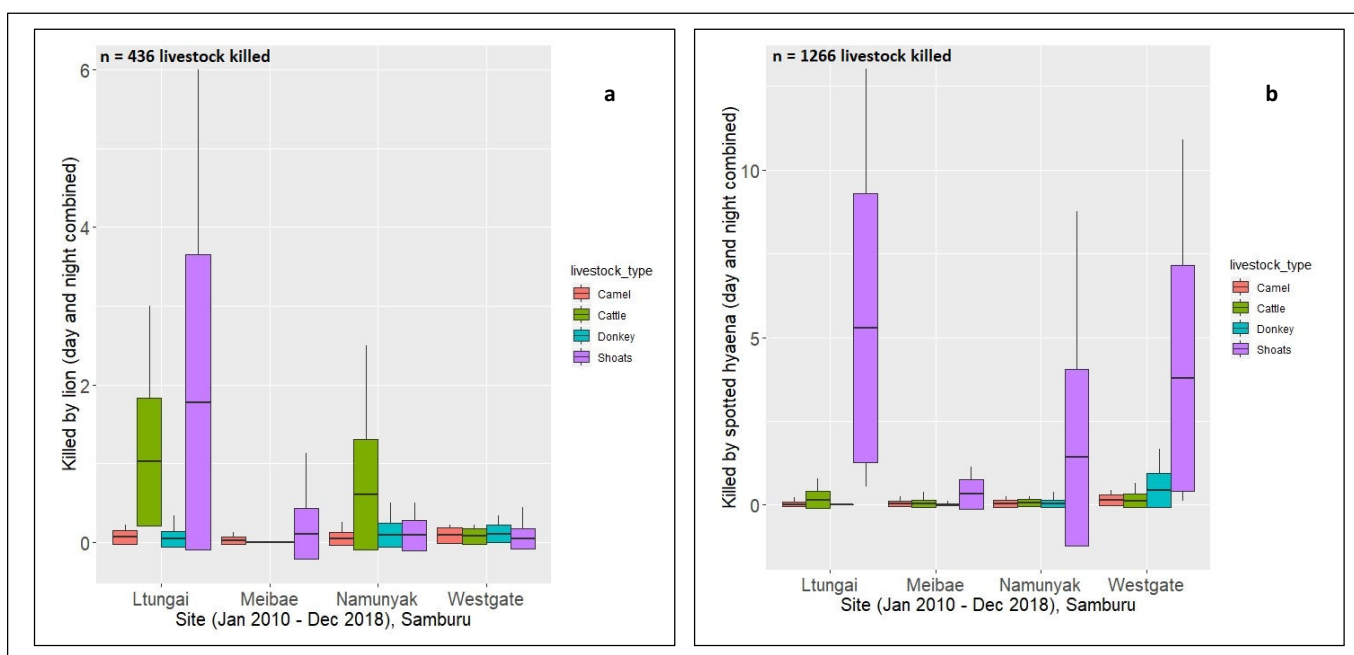 n = 436 livestock killed
a
Killed by lion (day and night combined)
6
4
2
0
Ltungai Meibae Namunyak Westgate
Site (Jan 2010 - Dec 2018), Samburu
livestock_type
Camel
Cattle
Donkey
Shoats
n = 1266 livestock killed
b
Killed by spotted hyaena (day and night combined)
10
5
0
Ltungai Meibae Namunyak Westgate
Site (Jan 2010 - Dec 2018), Samburu
livestock_type
Camel
Cattle
Donkey
Shoats